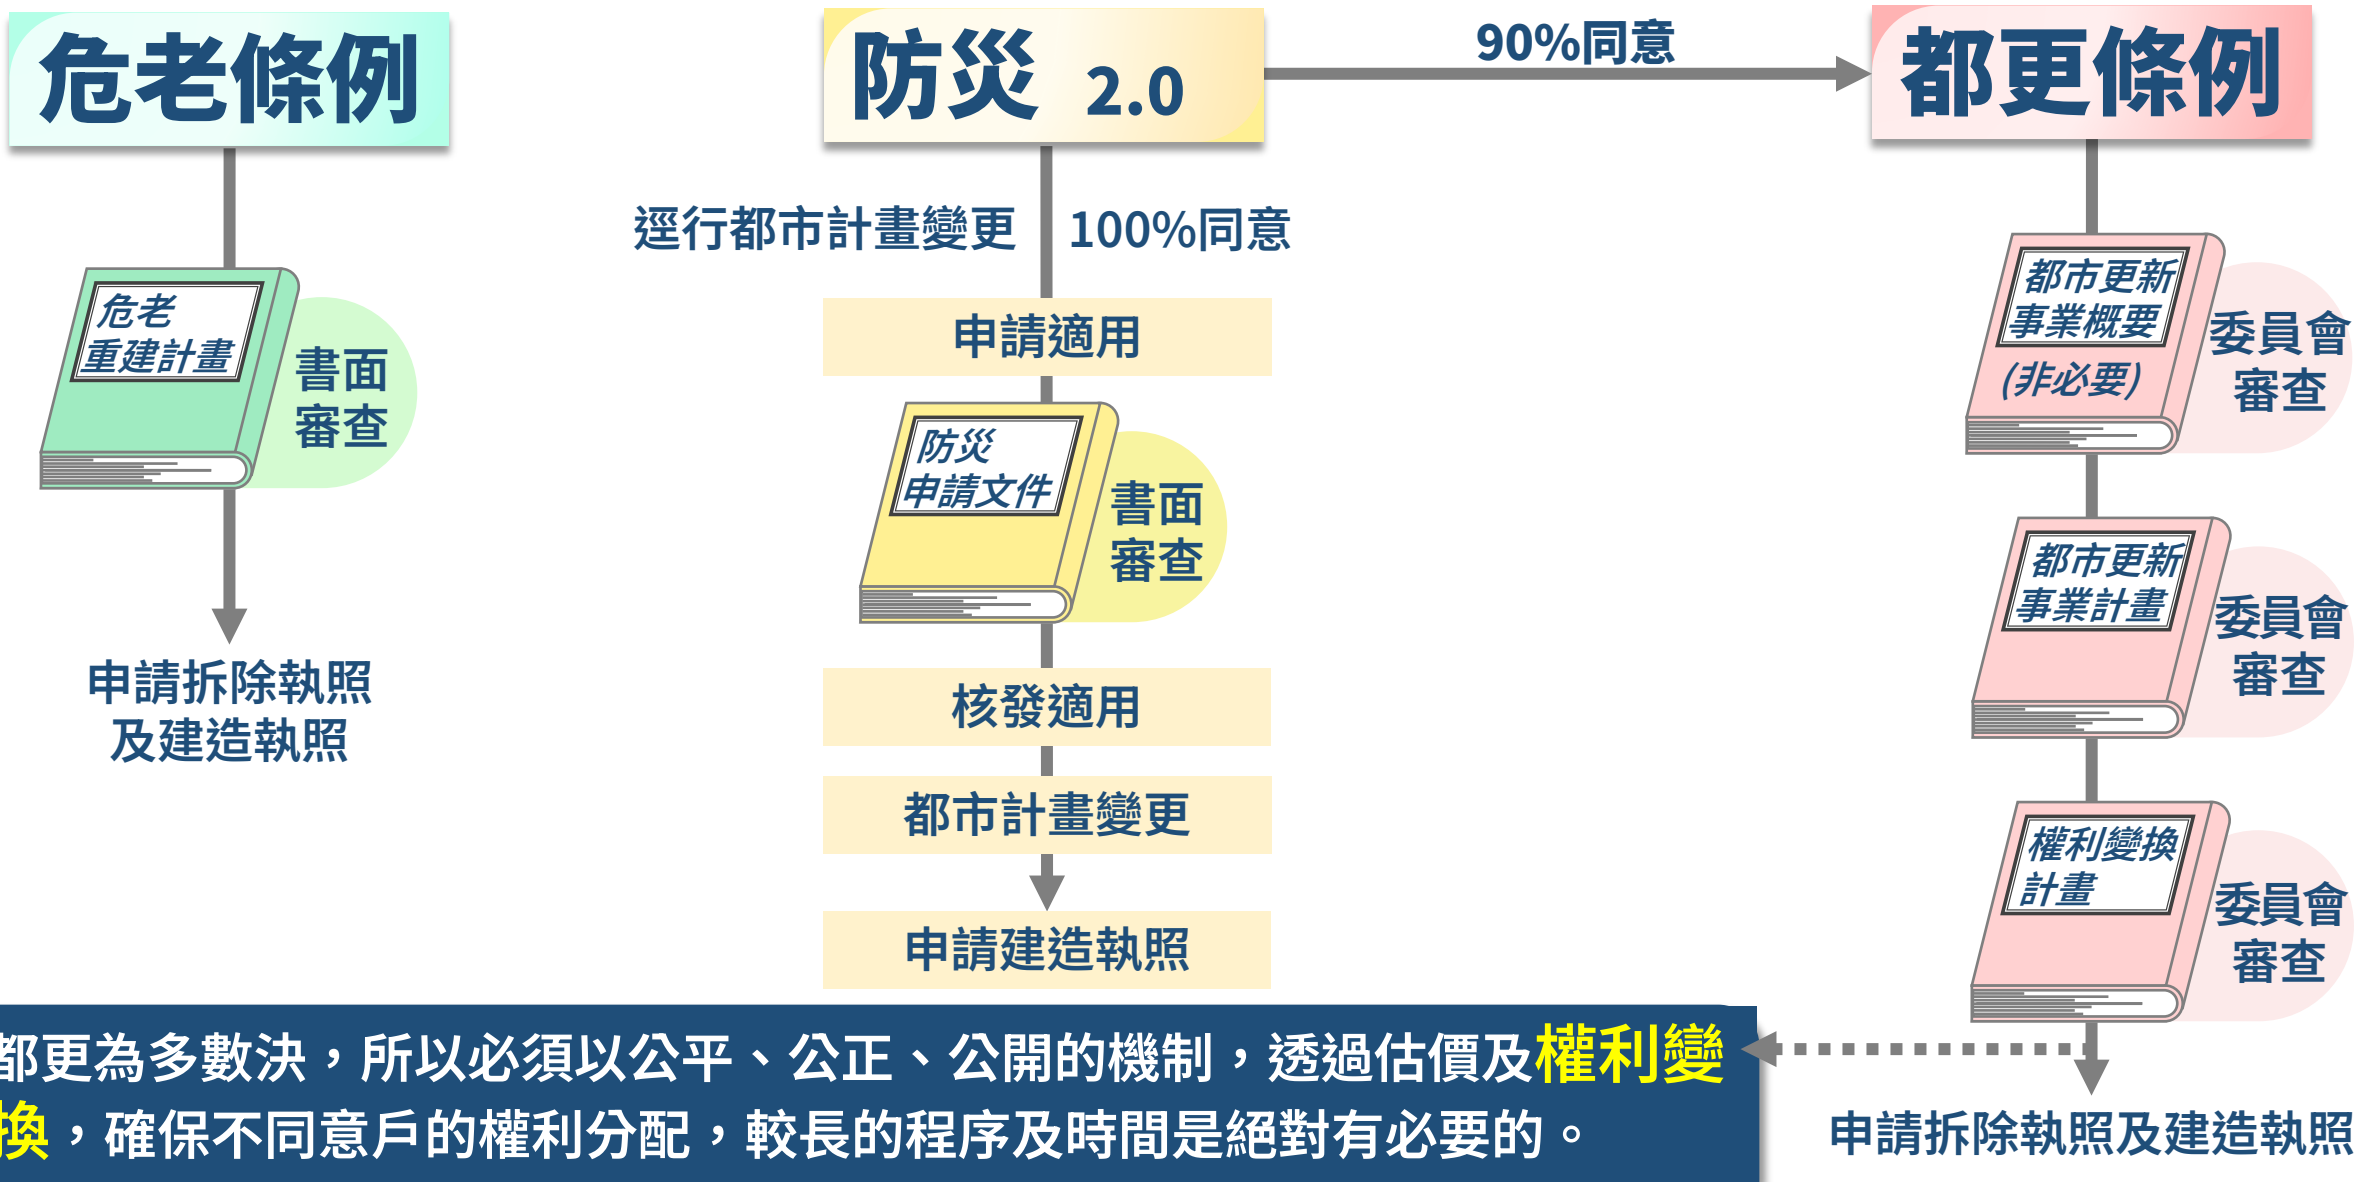 危老條例
危老
重建計畫
書面
審查
申請拆除執照
及建造執照
防災 2.0
90%同意
逕行都市計畫變更
100%同意
申請適用
防災
申請文件
書面
審查
核發適用
都市計畫變更
申請建造執照
都更條例
都市更新
事業概要
(非必要)
委員會
審查
都市更新
事業計畫
委員會
審查
權利變換
計畫
委員會
審查
申請拆除執照及建造執照
都更為多數決，所以必須以公平、公正、公開的機制，透過估價及權利變
換，確保不同意戶的權利分配，較長的程序及時間是絕對有必要的。